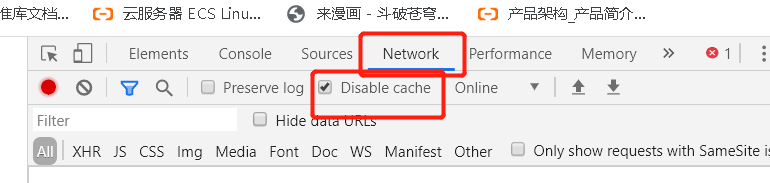 准库文档... 云服务器 ECS Linu... 来漫画 - 斗破苍穹... 产品架构_产品简介...
Elements Console Sources Network Performance Memory » 1
Preserve log Disable cache Online
Filter Hide data URLs
All XHR JS CSS Img Media Font Doc WS Manifest Other Only show requests with SameSite is